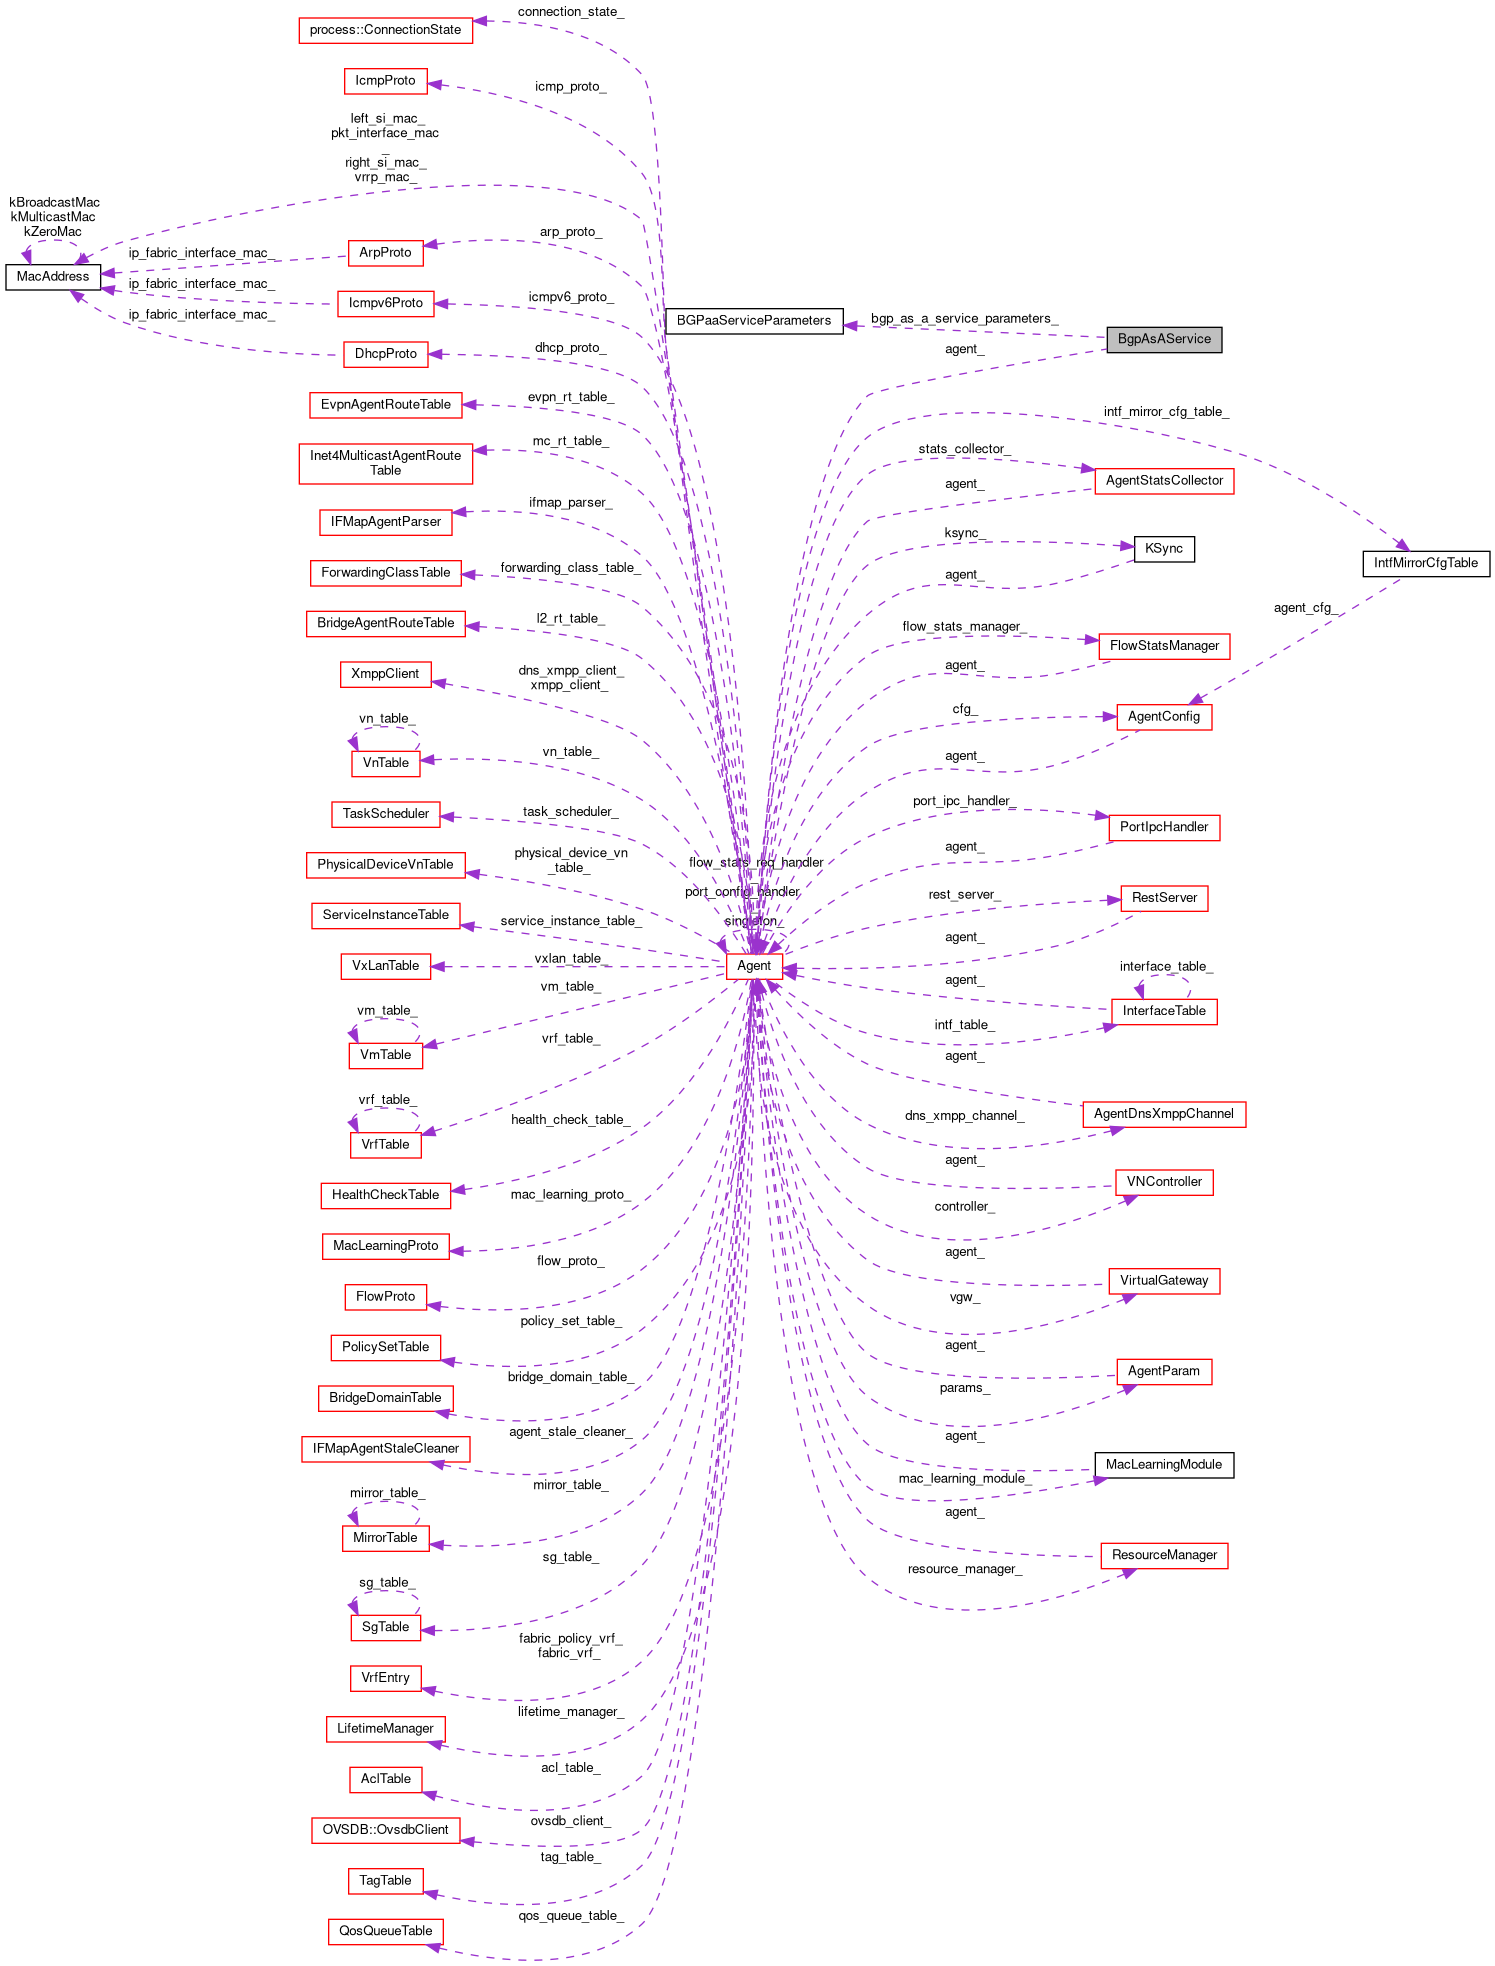 connection_state_
process::ConnectionState
IcmpProto
icmp_proto_
left_si_mac_
pkt_interface_mac
_
right_si_mac_
vrrp_mac_
kBroadcastMac
kMulticastMac
kZeroMac
MacAddress
ip_fabric_interface_mac_
ArpProto
arp_proto_
ip_fabric_interface_mac_
Icmpv6Proto
icmpv6_proto_
ip_fabric_interface_mac_
DhcpProto
dhcp_proto_
BGPaaServiceParameters
bgp_as_a_service_parameters_
BgpAsAService
agent_
EvpnAgentRouteTable
evpn_rt_table_
intf_mirror_cfg_table_
Inet4MulticastAgentRoute
Table
mc_rt_table_
stats_collector_
AgentStatsCollector
agent_
IFMapAgentParser
ifmap_parser_
ksync_
KSync
agent_
IntfMirrorCfgTable
agent_cfg_
ForwardingClassTable
forwarding_class_table_
BridgeAgentRouteTable
l2_rt_table_
flow_stats_manager_
FlowStatsManager
agent_
XmppClient
dns_xmpp_client_
xmpp_client_
cfg_
AgentConfig
agent_
vn_table_
VnTable
vn_table_
TaskScheduler
task_scheduler_
port_ipc_handler_
PortIpcHandler
agent_
PhysicalDeviceVnTable
physical_device_vn
_table_
flow_stats_req_handler
_
port_config_handler
_
singleton_
Agent
rest_server_
RestServer
agent_
ServiceInstanceTable
service_instance_table_
VxLanTable
vxlan_table_
agent_
interface_table_
InterfaceTable
intf_table_
vm_table_
VmTable
vm_table_
agent_
AgentDnsXmppChannel
dns_xmpp_channel_
vrf_table_
VrfTable
vrf_table_
HealthCheckTable
health_check_table_
agent_
VNController
controller_
MacLearningProto
mac_learning_proto_
FlowProto
flow_proto_
agent_
VirtualGateway
vgw_
PolicySetTable
policy_set_table_
agent_
AgentParam
params_
BridgeDomainTable
bridge_domain_table_
IFMapAgentStaleCleaner
agent_stale_cleaner_
agent_
MacLearningModule
mac_learning_module_
mirror_table_
MirrorTable
mirror_table_
agent_
ResourceManager
resource_manager_
sg_table_
SgTable
sg_table_
VrfEntry
fabric_policy_vrf_
fabric_vrf_
LifetimeManager
lifetime_manager_
AclTable
acl_table_
OVSDB::OvsdbClient
ovsdb_client_
TagTable
tag_table_
QosQueueTable
qos_queue_table_